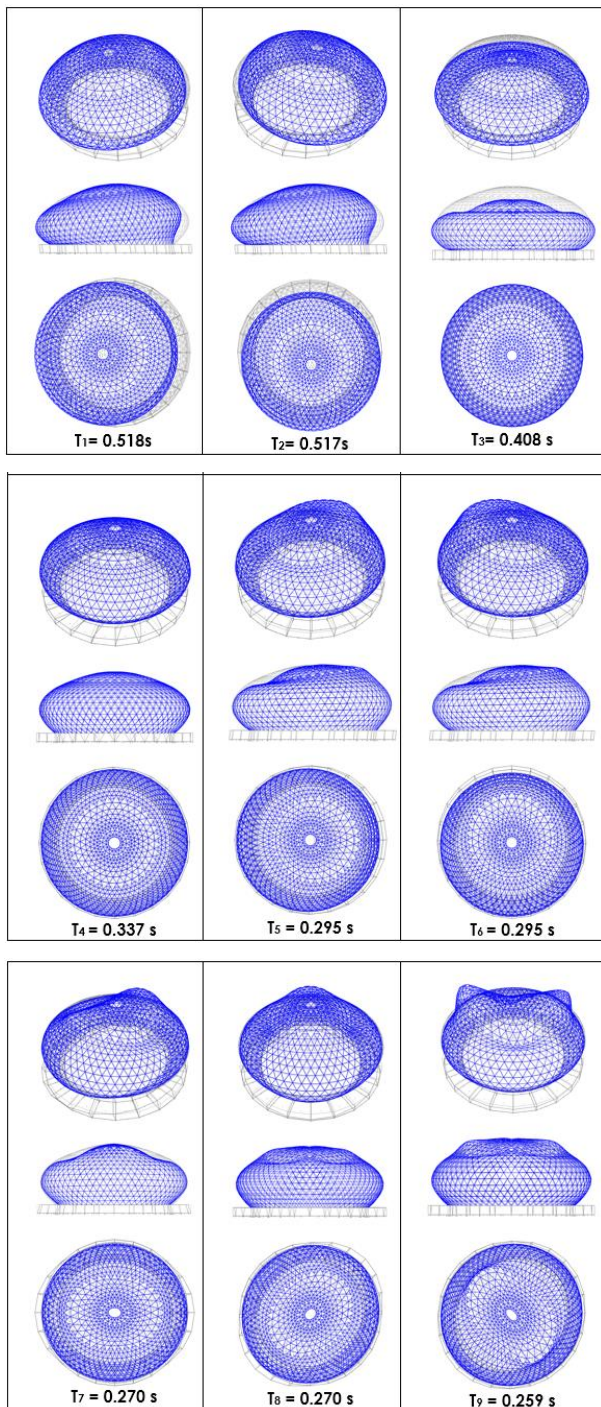 T1= 0.518s
T2= 0.517s
T3= 0.408 s
T4 = 0.337 s
T5 = 0.295 s
T6 = 0.295 s
T7 = 0.270 s
T8 = 0.270 s
T9 = 0.259 s